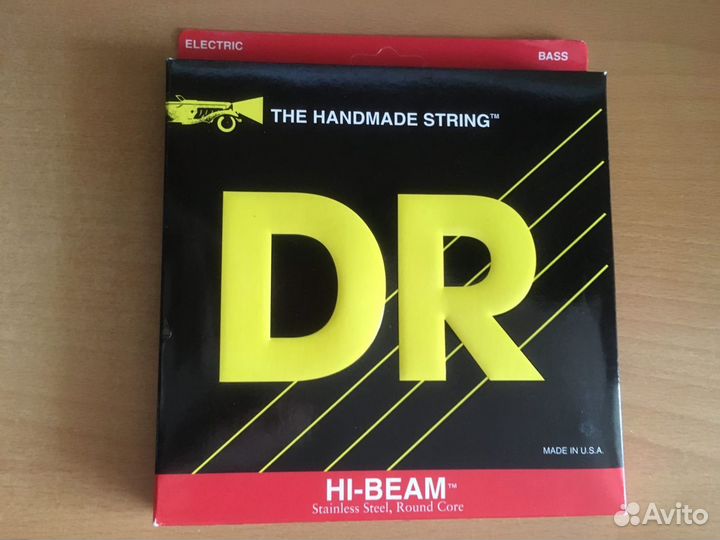 ELECTRIC
BASS
THE HANDMADE STRING™
DR
MADE IN U.S.A.
HI-BEAM™
Stainless Steel, Round Core
Avito